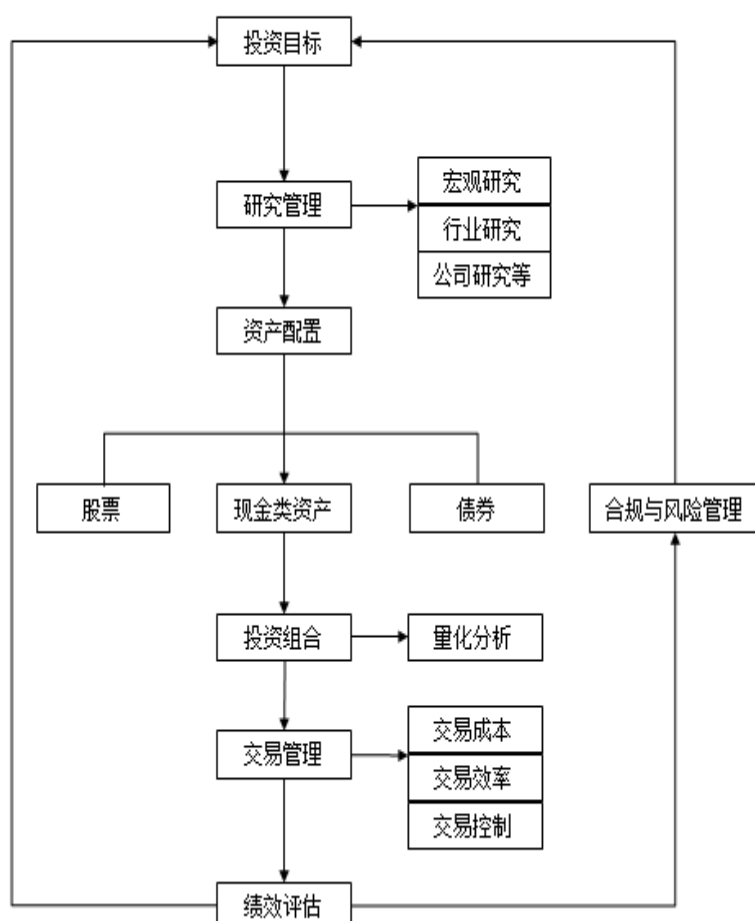 投资目标
研究管理
宏观研究
行业研究
公司研究等
资产配置
股票
现金类资产
债券
合规与风险管理
投资组合
量化分析
交易管理
交易成本
交易效率
交易控制
绩效评估